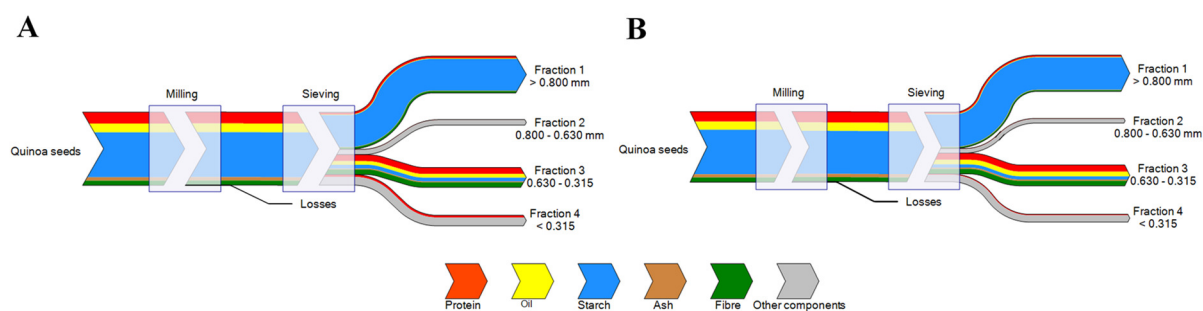 A
Milling
Sieving
Quinoa seeds
Losses
Fraction 1
> 0.800 mm
Fraction 2
0.800 - 0.630 mm
Fraction 3
0.630 - 0.315
Fraction 4
< 0.315
B
Milling
Sieving
Quinoa seeds
Losses
Fraction 1
> 0.800 mm
Fraction 2
0.800 - 0.630 mm
Fraction 3
0.630 - 0.315 mm
Fraction 4
< 0.315 mm
Protein
Oil
Starch
Ash
Fibre
Other components